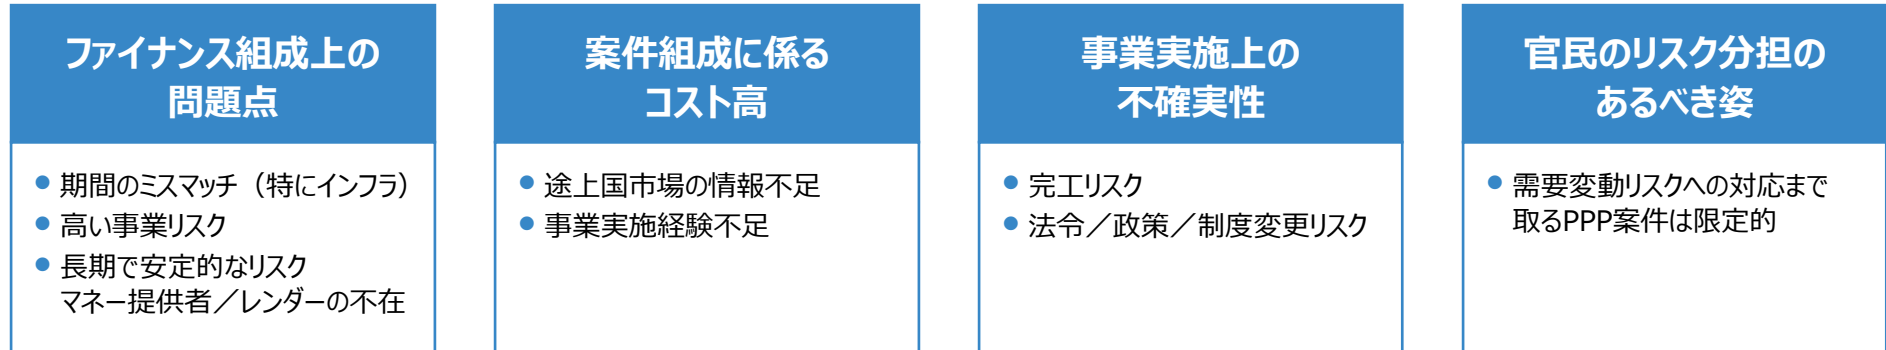 ファイナンス組成上の
問題点
● 期間のミスマッチ（特にインフラ）
● 高い事業リスク
● 長期で安定的なリスク
マネー提供者／レンダーの不在
案件組成に係る
コスト高
● 途上国市場の情報不足
● 事業実施経験不足
事業実施上の
不確実性
● 完工リスク
● 法令／政策／制度変更リスク
官民のリスク分担の
あるべき姿
● 需要変動リスクへの対応まで
取るPPP案件は限定的